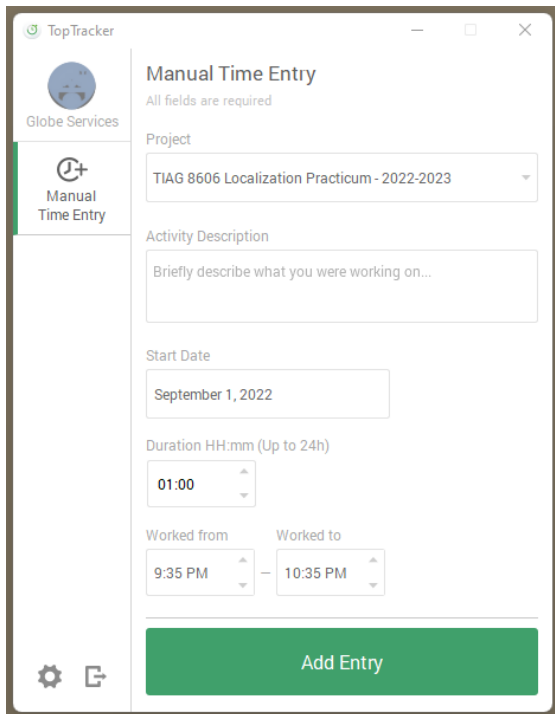 TopTracker
Globe Services
Manual
Time Entry
Manual Time Entry
All fields are required
Project
TIAG 8606 Localization Practicum - 2022-2023
Activity Description
Briefly describe what you were working on...
Start Date
September 1, 2022
Duration HH:mm (Up to 24h)
01:00
Worked from Worked to
9:35 PM – 10:35 PM
Add Entry